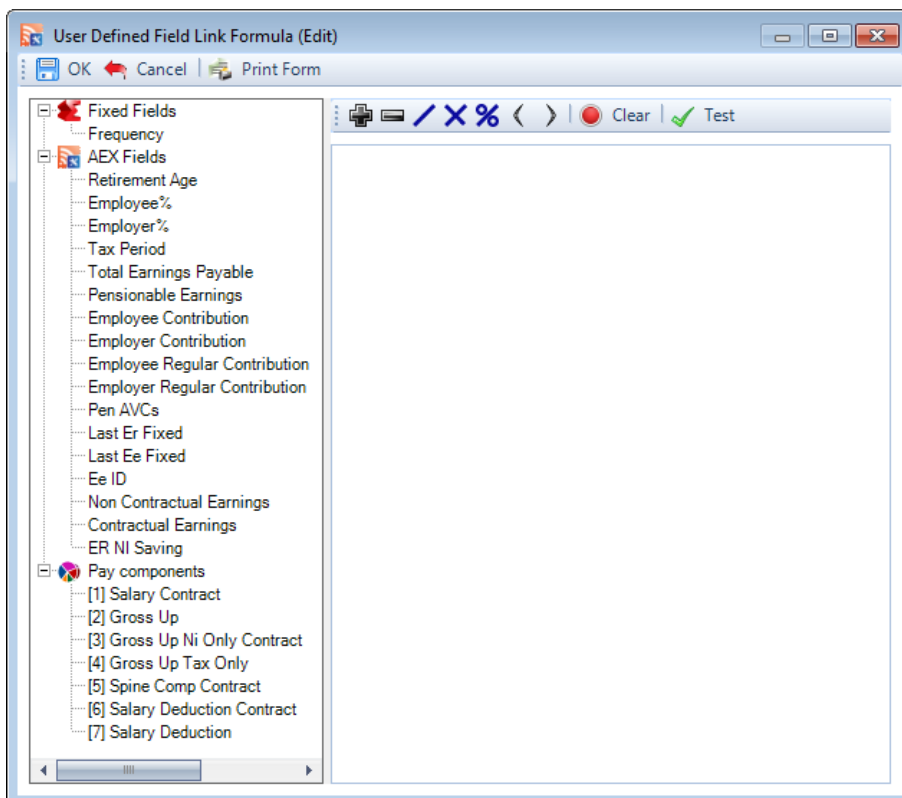 User Defined Field Link Formula (Edit)
OK Cancel Print Form
Clear Test
Fixed Fields
Frequency
AEX Fields
Retirement Age
Employee%
Employer%
Tax Period
Total Earnings Payable
Pensionable Earnings
Employee Contribution
Employer Contribution
Employee Regular Contribution
Employer Regular Contribution
Pen AVCs
Last Er Fixed
Last Ee Fixed
Ee ID
Non Contractual Earnings
Contractual Earnings
ER NI Saving
Pay components
[1] Salary Contract
[2] Gross Up
[3] Gross Up Ni Only Contract
[4] Gross Up Tax Only
[5] Spine Comp Contract
[6] Salary Deduction Contract
[7] Salary Deduction